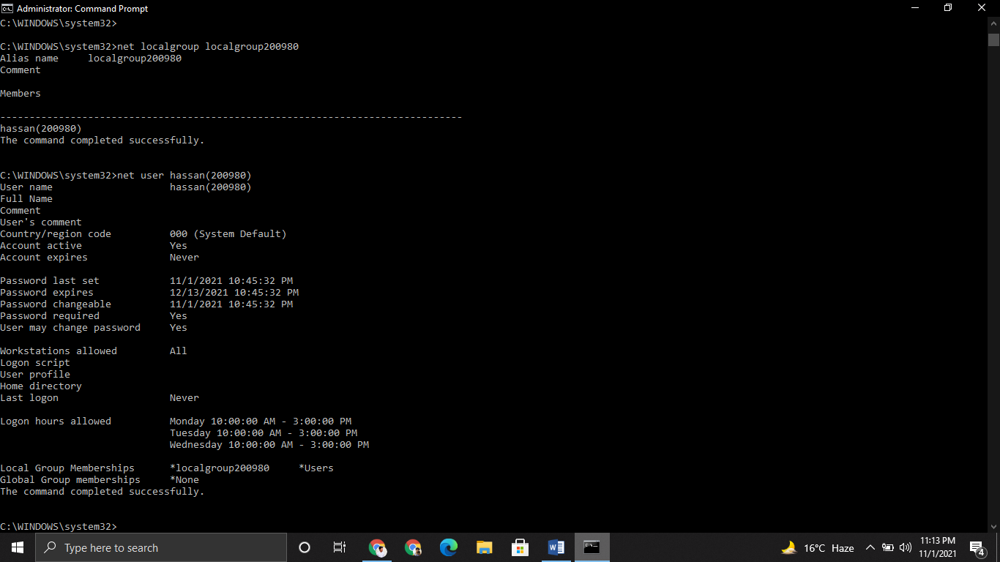 Administrator: Command Prompt
C:\WINDOWS\system32>
C:\WINDOWS\system32>net localgroup localgroup200980
Alias name     localgroup200980
Comment
Members
-------------------------------------------------------------------------------
hassan(200980)
The command completed successfully.
C:\WINDOWS\system32>net user hassan(200980)
User name                    hassan(200980)
Full Name
Comment
User's comment
Country/region code          000 (System Default)
Account active               Yes
Account expires              Never
Password last set            11/1/2021 10:45:32 PM
Password expires             12/13/2021 10:45:32 PM
Password changeable          11/1/2021 10:45:32 PM
Password required            Yes
User may change password     Yes
Workstations allowed         All
Logon script
User profile
Home directory
Last logon                   Never
Logon hours allowed          Monday 10:00:00 AM - 3:00:00 PM
                             Tuesday 10:00:00 AM - 3:00:00 PM
                             Wednesday 10:00:00 AM - 3:00:00 PM
Local Group Memberships      *localgroup200980     *Users
Global Group memberships     *None
The command completed successfully.
C:\WINDOWS\system32>
Type here to search
16°C Haze
11:13 PM
11/1/2021
4